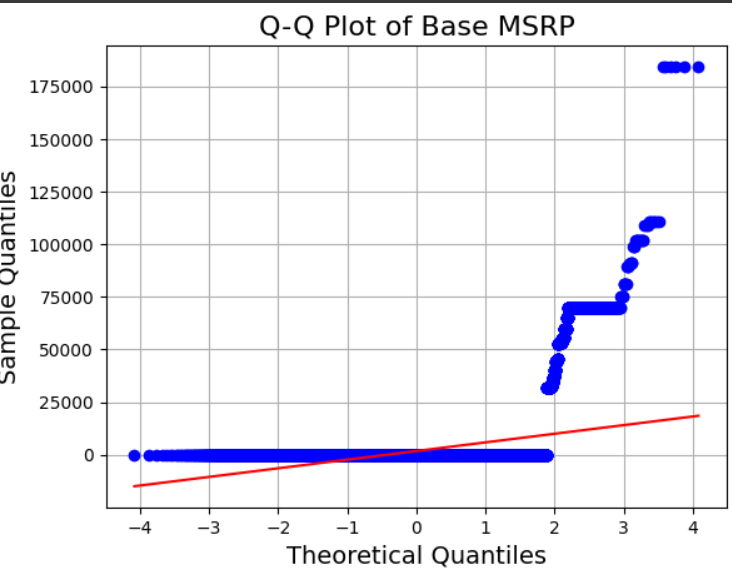 Q-Q Plot of Base MSRP
Sample Quantiles
175000
150000
125000
100000
75000
50000
25000
0
−4 −3 −2 −1 0 1 2 3 4
Theoretical Quantiles